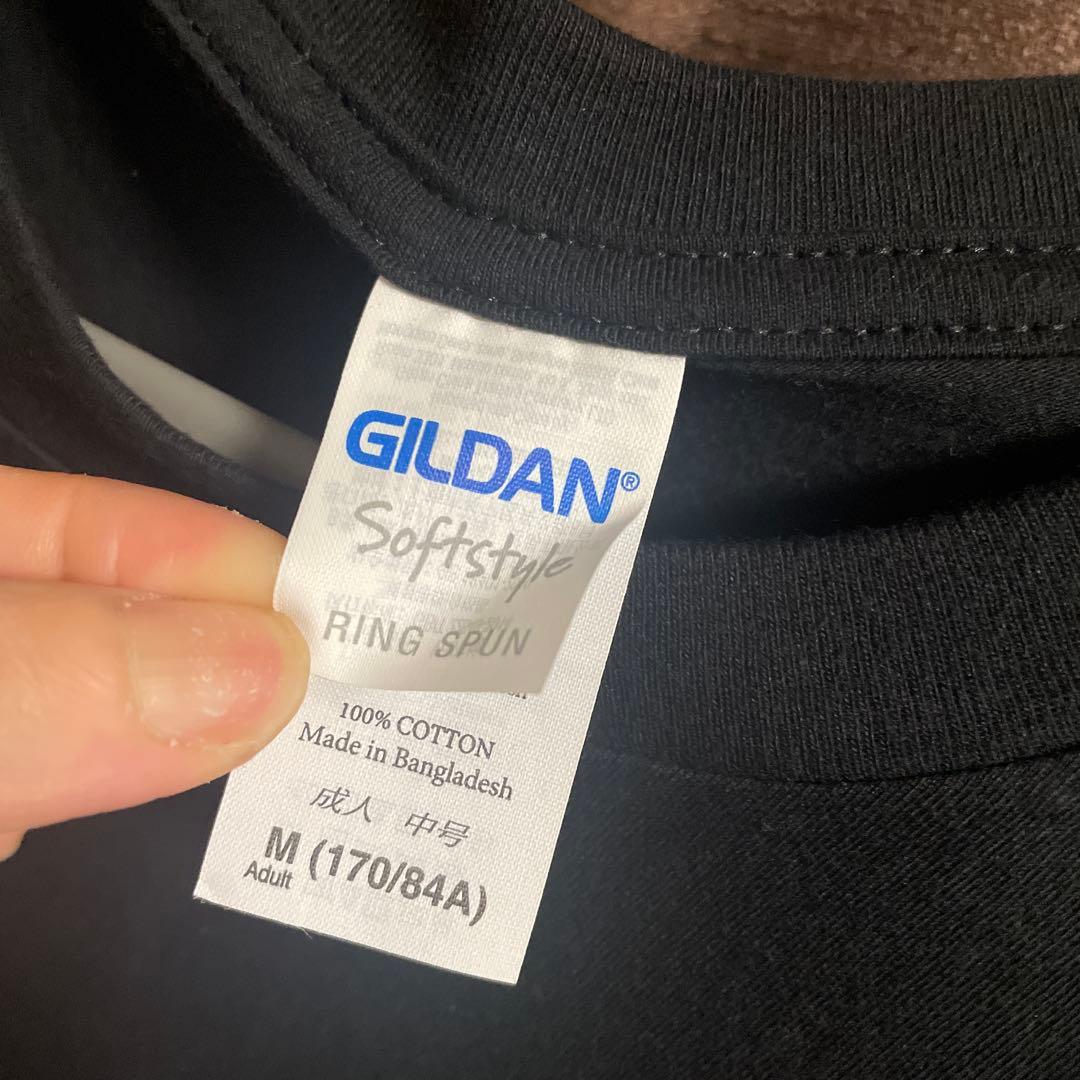 GILDAN®
Softstyle
RING SPUN
100% COTTON
Made in Bangladesh
成人 中号
M (170/84A)
Adult